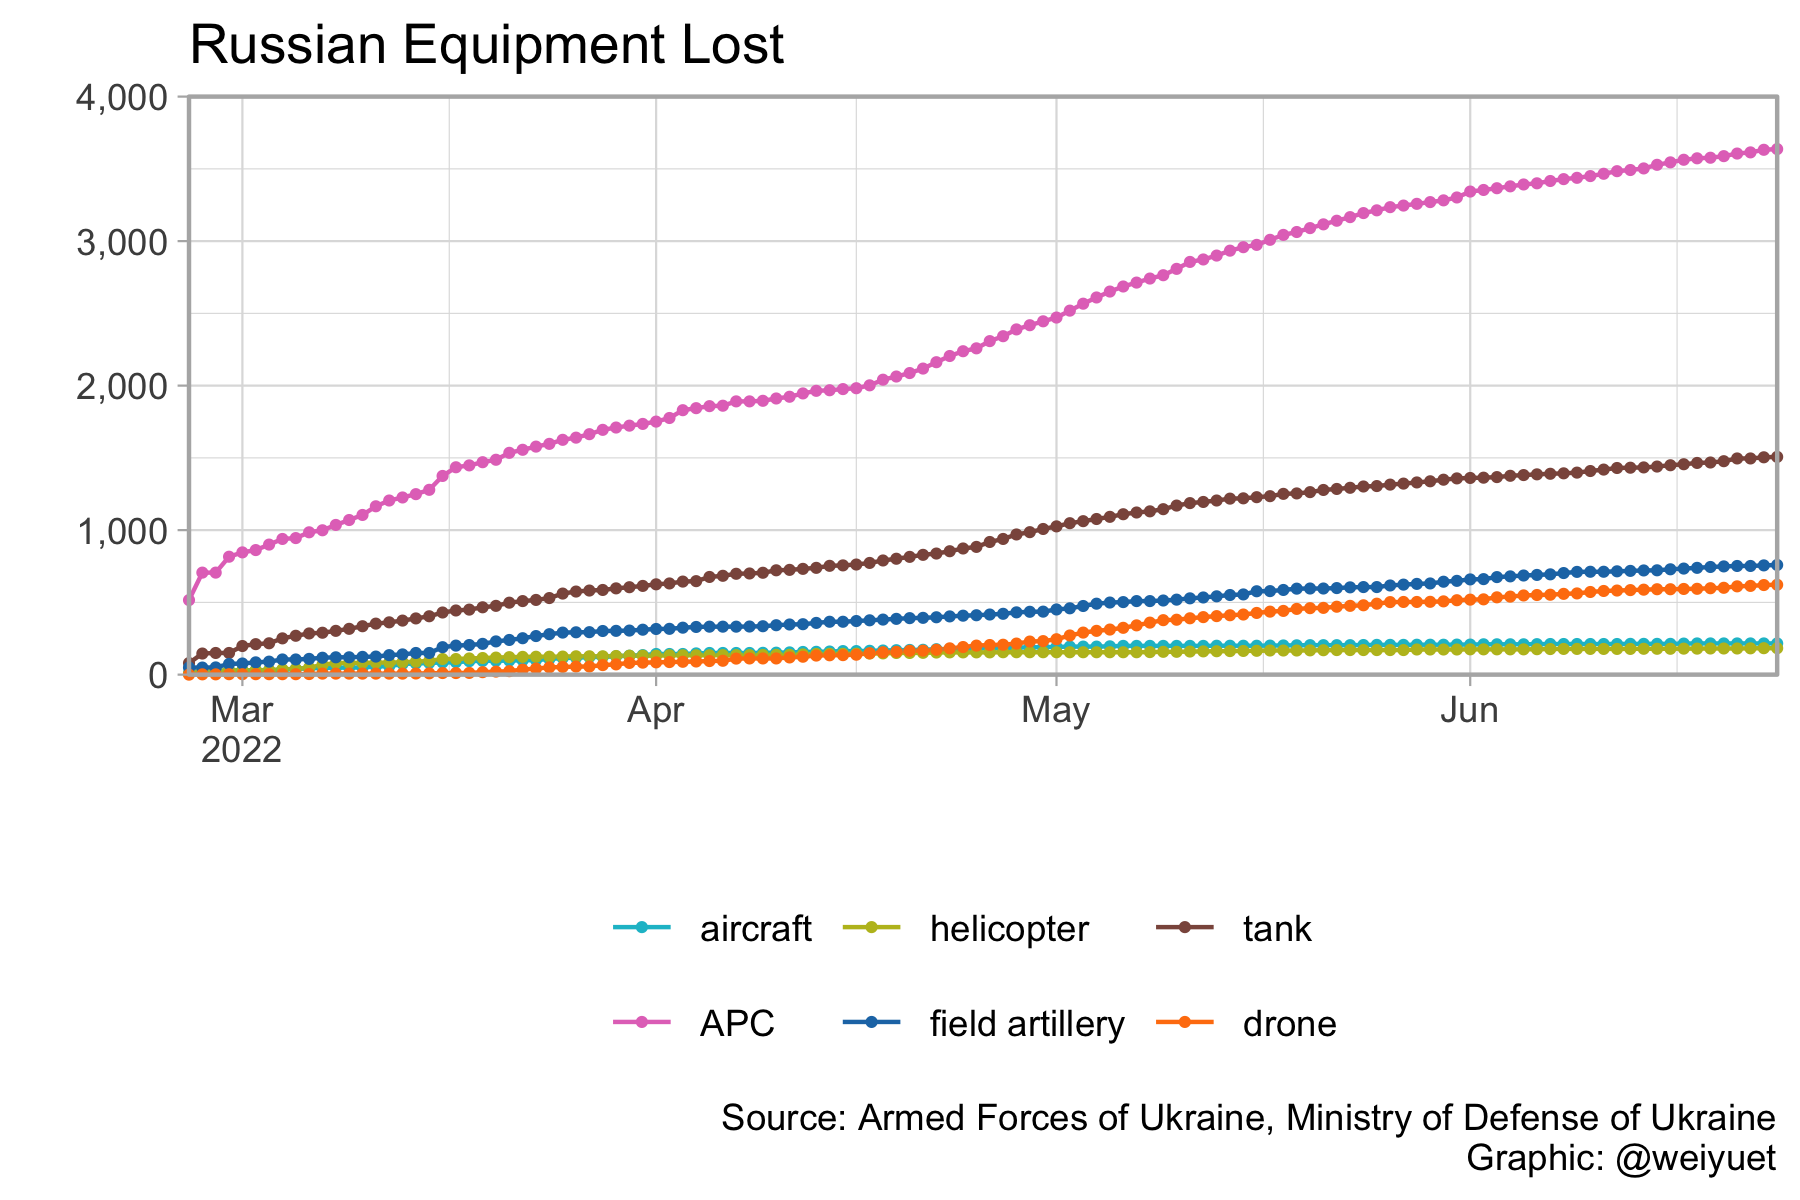 Russian Equipment Lost
4,000
3,000
2,000
1,000
0
Mar Apr May Jun
2022
aircraft helicopter tank
APC field artillery drone
Source: Armed Forces of Ukraine, Ministry of Defense of Ukraine
Graphic: @weiyuet